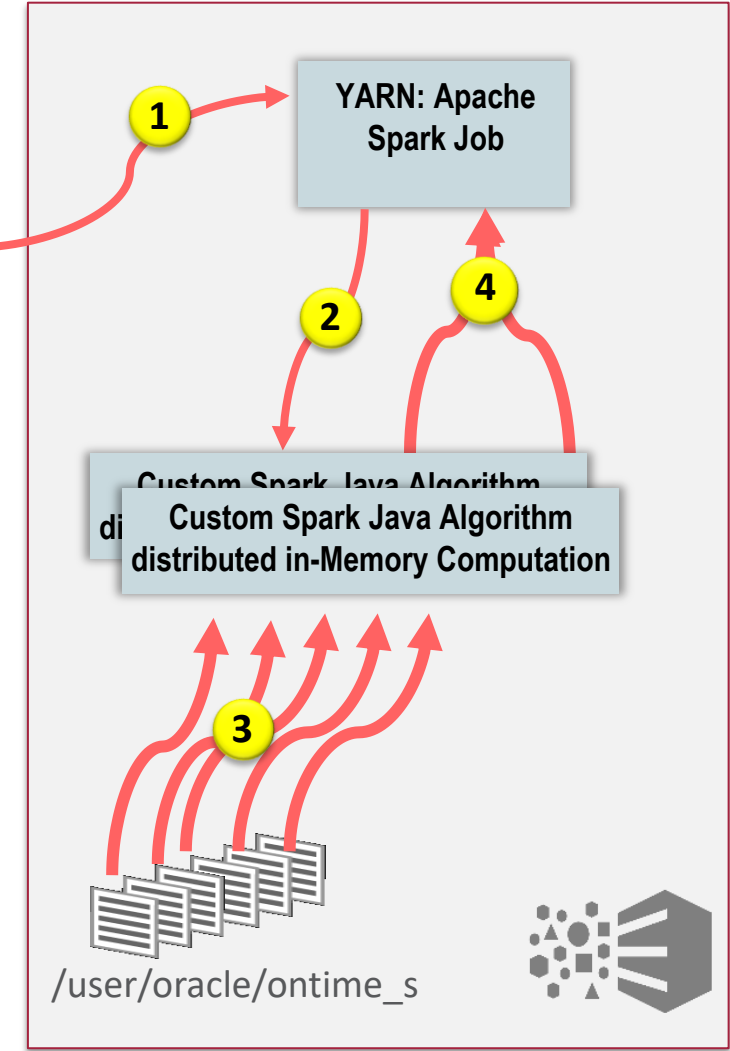 1
YARN: Apache
Spark Job
2
4
Custom Spark Java Algorithm
di
Custom Spark Java Algorithm
distributed in-Memory Computation
3
/user/oracle/ontime_s